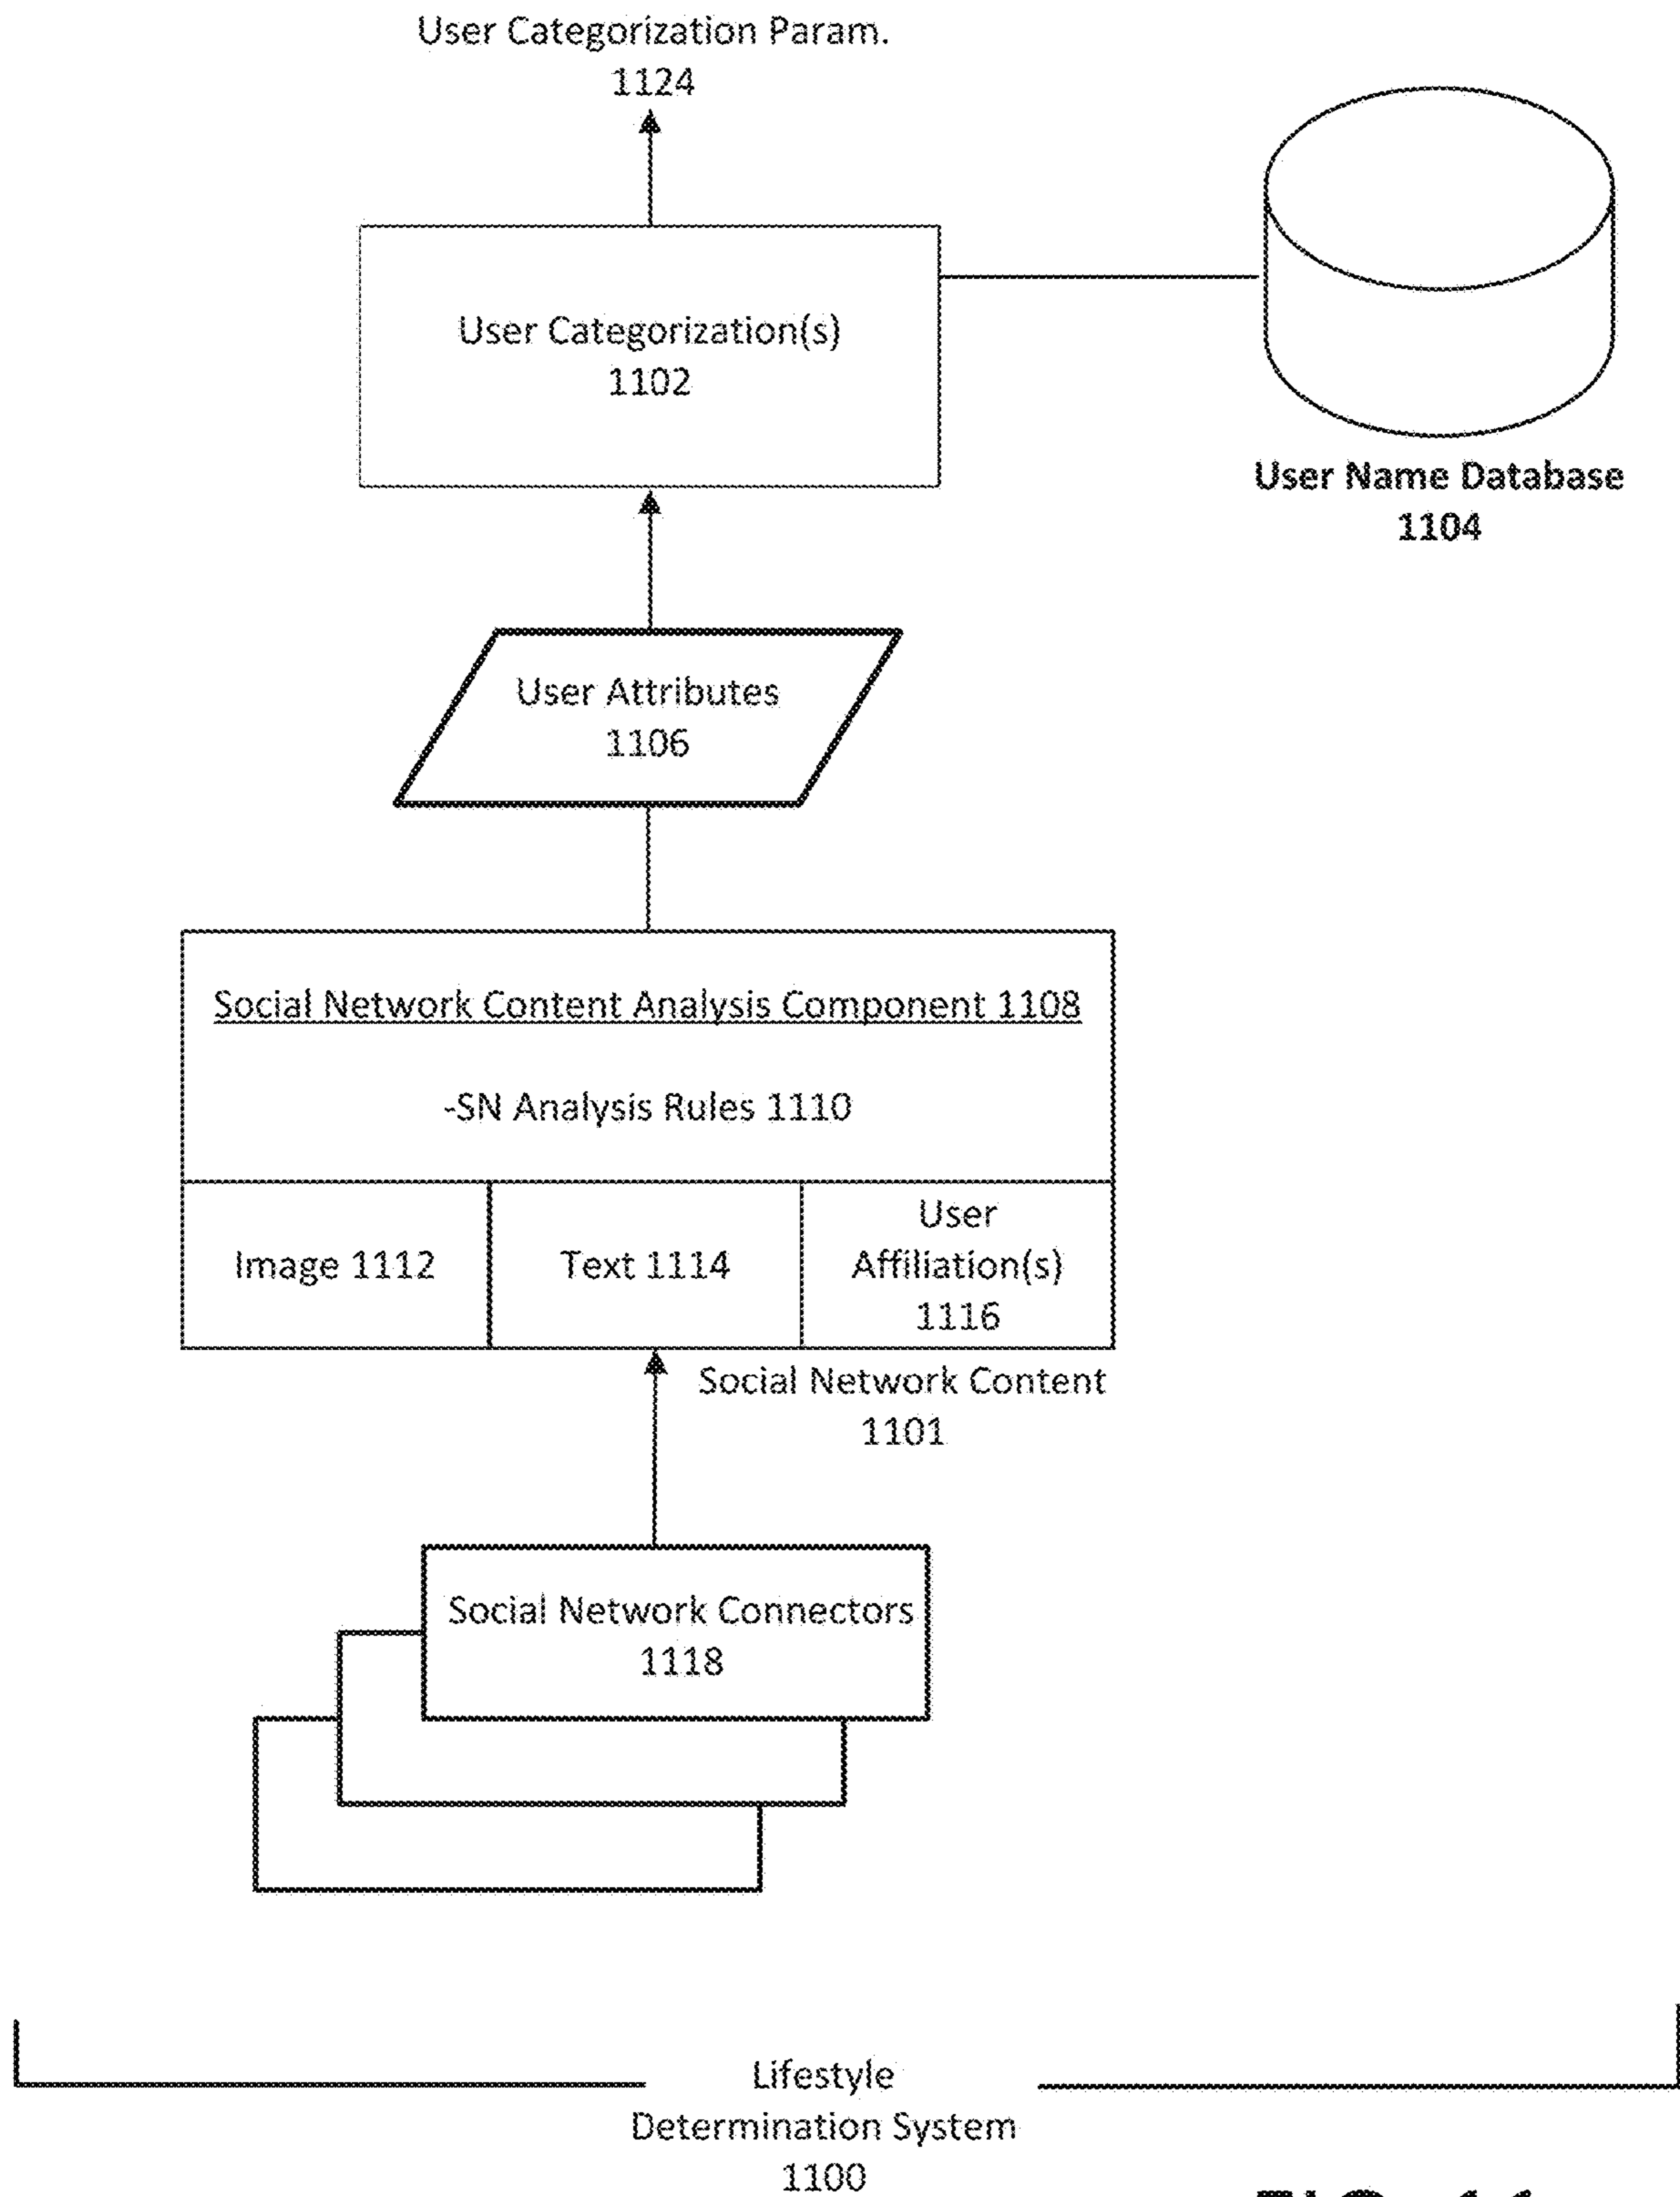 User Categorization Param.
1124
User Categorization(s)
1102
User Name Database
1104
User Attributes
1106
Social Network Content Analysis Component 1108
-SN Analysis Rules 1110
Image 1112
Text 1114
User
Affiliation(s)
1116
Social Network Content
1101
Social Network Connectors
1118
Lifestyle
Determination System
1100